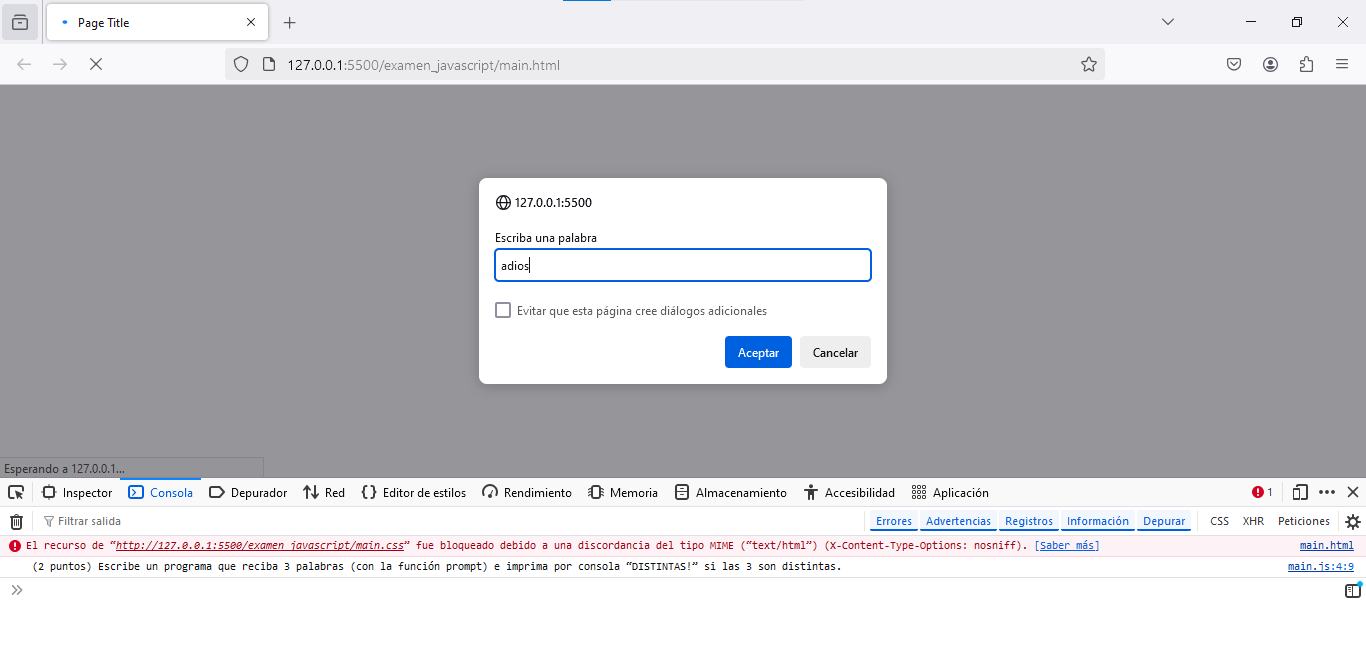 Page Title
127.0.0.1:5500/examen_javascript/main.html
127.0.0.1:5500
Escriba una palabra
adios
Evitar que esta página cree diálogos adicionales
Aceptar Cancelar
Esperando a 127.0.0.1...
Inspector Consola Depurador Red Editor de estilos Rendimiento Memoria Almacenamiento Accesibilidad Aplicación 1
Filtrar salida Errores Advertencias Registros Información Depurar CSS XHR Peticiones
El recurso de “http://127.0.0.1:5500/examen_javascript/main.css” fue bloqueado debido a una discordancia del tipo MIME (“text/html”) (X-Content-Type-Options: nosniff). [Saber más] main.html
(2 puntos) Escribe un programa que reciba 3 palabras (con la función prompt) e imprima por consola “DISTINTAS!” si las 3 son distintas. main.js:4:9